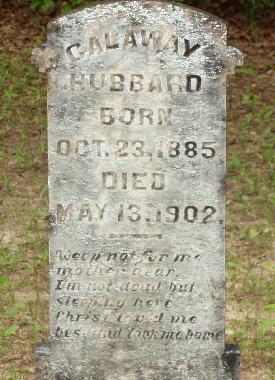 CALAWAY
HUBBARD
BORN
OCT. 23, 1885.
DIED
MAY 13, 1902.
Weep not for me
mother dear
I'm not dead but
sleeping here
Christ loved me
best and took me home